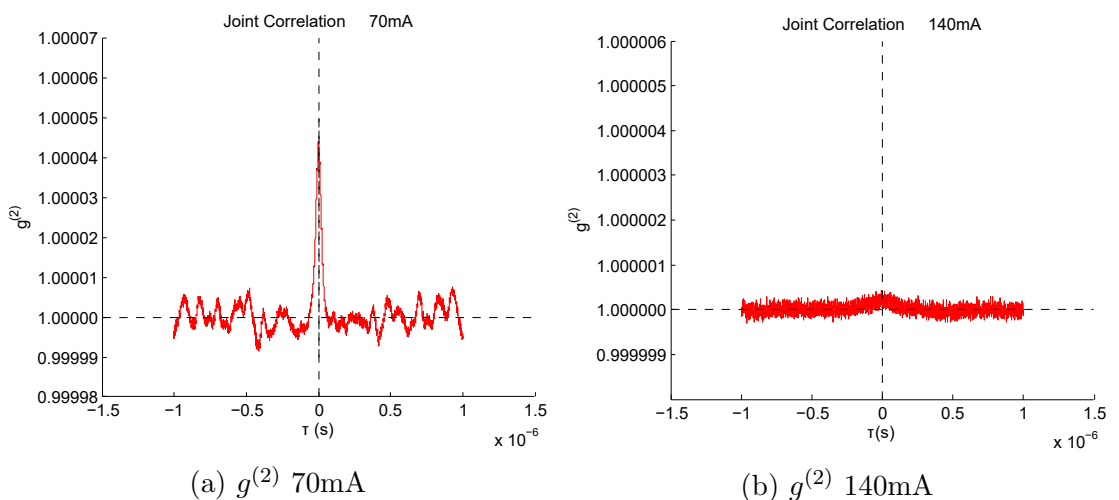 Joint Correlation 70mA
1.00007
1.00006
1.00005
1.00004
1.00003
1.00002
1.00001
1.00000
0.99999
0.99998
g(2)
−1.5 −1 −0.5 0 0.5 1 1.5
τ (s)
x 10−6
(a) g(2) 70mA
Joint Correlation 140mA
1.000006
1.000005
1.000004
1.000003
1.000002
1.000001
1.000000
0.999999
g(2)
−1.5 −1 −0.5 0 0.5 1 1.5
τ(s)
x 10−6
(b) g(2) 140mA